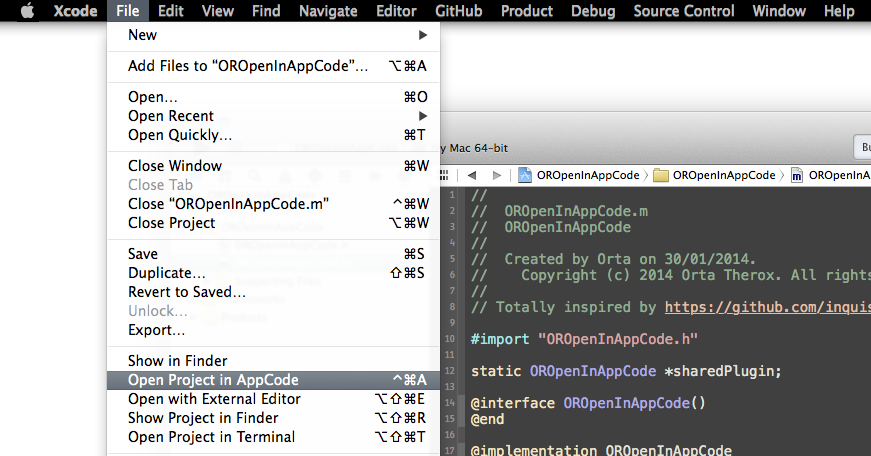 Xcode File Edit View Find Navigate Editor GitHub Product Debug Source Control Window Help
New
Add Files to “OROpenInAppCode”... ⌥⌘A
Open... ⌘O
Open Recent
Open Quickly... ⌘T
Close Window ⌘W
Close Tab
Close “OROpenInAppCode.m” ^⌘W
Close Project ⌥⌘W
Save ⌘S
Duplicate... ⇧⌘S
Revert to Saved...
Unlock...
Export...
Show in Finder
Open Project in AppCode ^⌘A
Open with External Editor ⌥⇧⌘E
Show Project in Finder ⌥⇧⌘R
Open Project in Terminal ⌥⇧⌘T
y Mac 64-bit
Bu
OROpenInAppCode OROpenInAppCode OROpenInA
1 //
2 // OROpenInAppCode.m
3 // OROpenInAppCode
4 //
5 // Created by Orta on 30/01/2014.
6 // Copyright (c) 2014 Orta Therox. All rights
7 //
8 // Totally inspired by https://github.com/inquis
9
10 #import "OROpenInAppCode.h"
11
12 static OROpenInAppCode *sharedPlugin;
13
14 @interface OROpenInAppCode()
15 @end
16
17 @implementation OROpenInAppCode